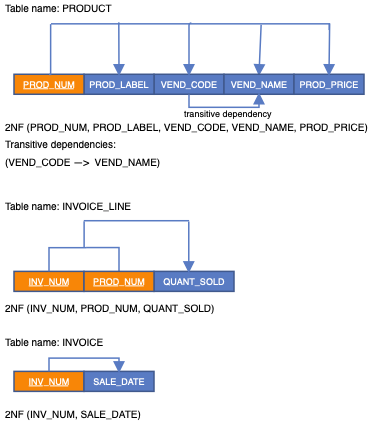 Table name: PRODUCT
PROD_NUM PROD_LABEL VEND_CODE VEND_NAME PROD_PRICE
transitive dependency
2NF (PROD_NUM, PROD_LABEL, VEND_CODE, VEND_NAME, PROD_PRICE)
Transitive dependencies:
(VEND_CODE —> VEND_NAME)
Table name: INVOICE_LINE
INV_NUM PROD_NUM QUANT_SOLD
2NF (INV_NUM, PROD_NUM, QUANT_SOLD)
Table name: INVOICE
INV_NUM SALE_DATE
2NF (INV_NUM, SALE_DATE)